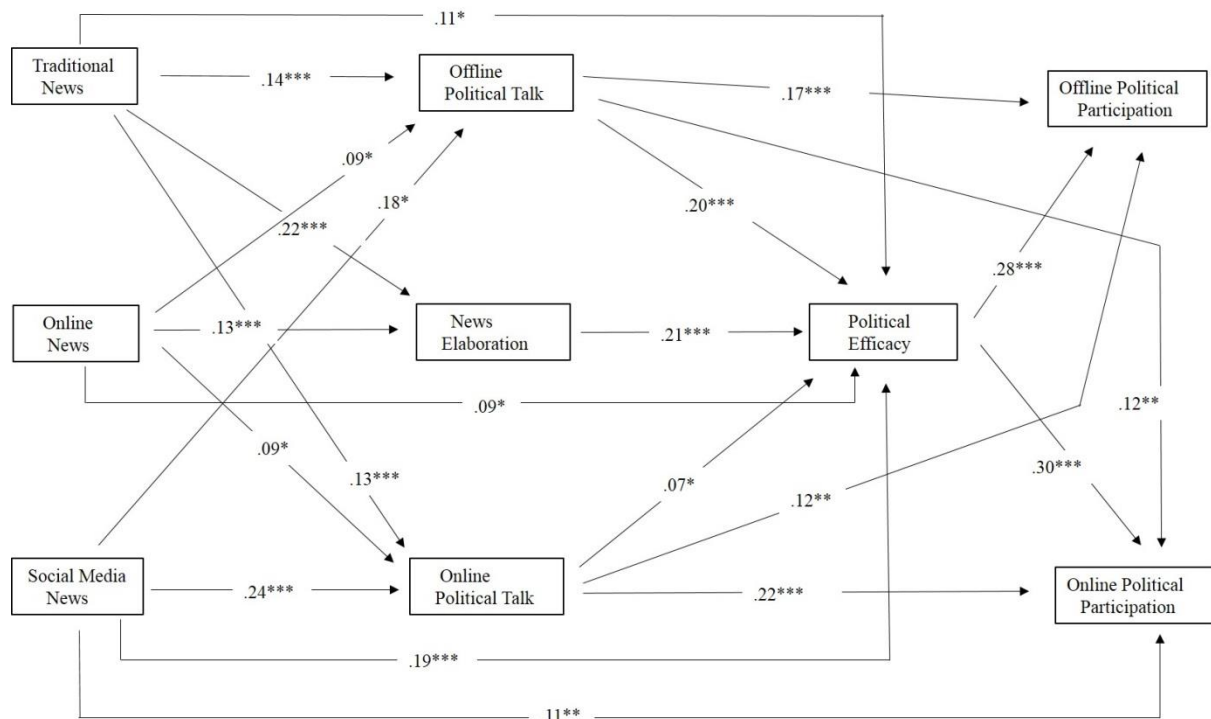 .11*
Traditional
News
.14***
Offline
Political Talk
.17***
Offline Political
Participation
.09*
.18*
.22***
.20***
.28***
Online
News
.13***
News
Elaboration
.21***
Political
Efficacy
.09*
.12**
.09*
.13***
.07*
.12**
.30***
Social Media
News
.24***
Online
Political Talk
.22***
Online Political
Participation
.19***
.11**